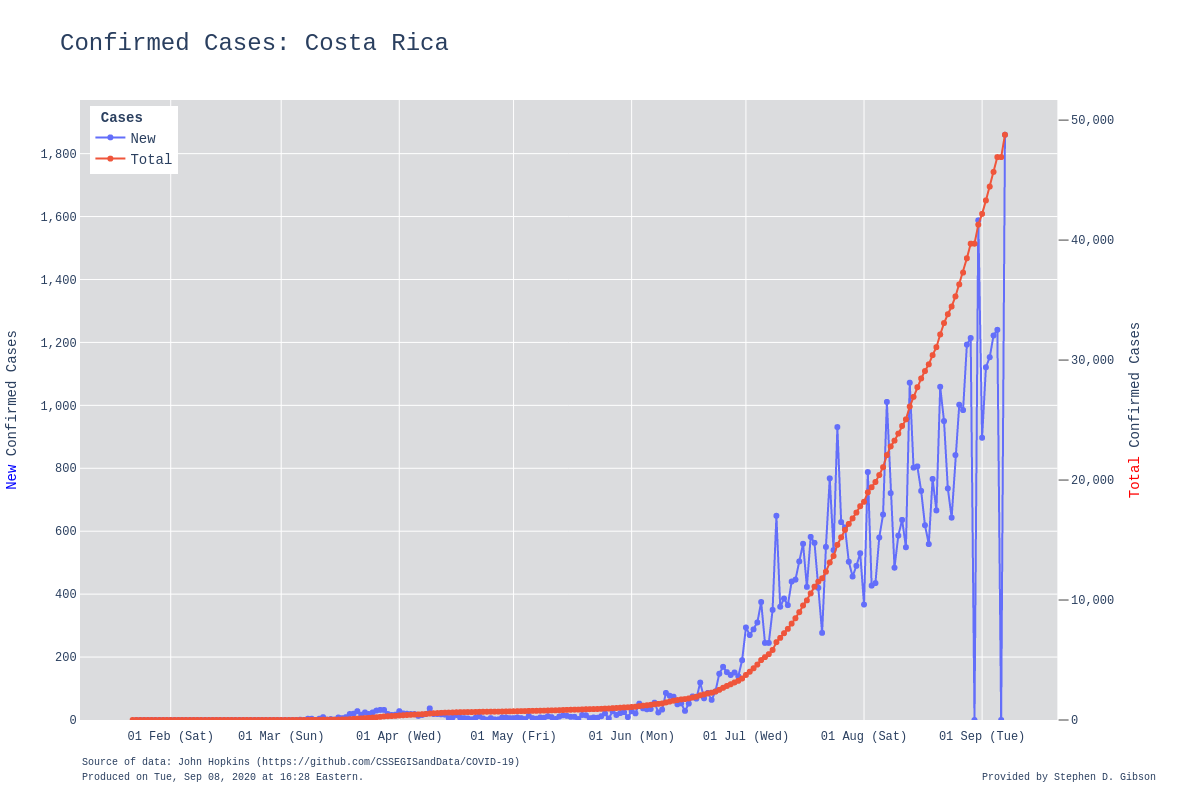 Confirmed Cases: Costa Rica
Cases
New
Total
1,800
1,600
1,400
1,200
1,000
800
600
400
200
0
New Confirmed Cases
50,000
40,000
30,000
20,000
10,000
0
Total Confirmed Cases
01 Feb (Sat) 01 Mar (Sun) 01 Apr (Wed) 01 May (Fri) 01 Jun (Mon) 01 Jul (Wed) 01 Aug (Sat) 01 Sep (Tue)
Source of data: John Hopkins (https://github.com/CSSEGISandData/COVID-19)
Produced on Tue, Sep 08, 2020 at 16:28 Eastern.
Provided by Stephen D. Gibson